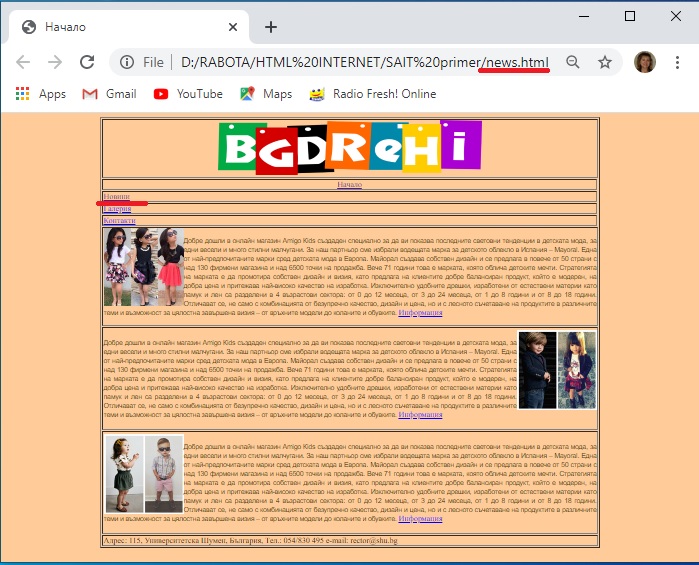 Начало
File
D:/RABOTA/HTML%20INTERNET/SAIT%20primer/news.html
Apps Gmail YouTube Maps Radio Fresh! Online
BGDReHi
Начало
Новини
Галерия
Контакти
Добре дошли в онлайн магазин Amigo Kids създаден специално за да ви показва последните световни тенденции в детската мода, за
едни весели и много стилни малчугани. За наш партньор сме избрали водещата марка за детското облекло в Испания – Mayoral. Една
от най-предпочитаните марки сред детската мода в Европа. Майорал създава собствен дизайн и се предлага в повече от 50 страни с
над 130 фирмени магазина и над 6500 точки на продажба. Вече 71 години това е марката, която облича детските мечти. Стратегията
на марката е да промотира собствен дизайн и визия, като предлага на клиентите добре балансиран продукт, който е модерен, на
добра цена и притежава най-високо качество на изработка. Изключително удобните дрешки, изработени от естествени материи като
памук и лен са разделени в 4 възрастови сектора: от 0 до 12 месеца, от 3 до 24 месеца, от 1 до 8 години и от 8 до 18 години.
Отличават се, не само с комбинацията от безупречно качество, дизайн и цена, но и с лесното съчетаване на продуктите в различните
теми и възможност за цялостна завършена визия – от връхните модели до коланите и обувките. Информация
Добре дошли в онлайн магазин Amigo Kids създаден специално за да ви показва последните световни тенденции в детската мода, за
едни весели и много стилни малчугани. За наш партньор сме избрали водещата марка за детското облекло в Испания – Mayoral. Една
от най-предпочитаните марки сред детската мода в Европа. Майорал създава собствен дизайн и се предлага в повече от 50 страни с
над 130 фирмени магазина и над 6500 точки на продажба. Вече 71 години това е марката, която облича детските мечти. Стратегията
на марката е да промотира собствен дизайн и визия, като предлага на клиентите добре балансиран продукт, който е модерен, на
добра цена и притежава най-високо качество на изработка. Изключително удобните дрешки, изработени от естествени материи като
памук и лен са разделени в 4 възрастови сектора: от 0 до 12 месеца, от 3 до 24 месеца, от 1 до 8 години и от 8 до 18 години.
Отличават се, не само с комбинацията от безупречно качество, дизайн и цена, но и с лесното съчетаване на продуктите в различните
теми и възможност за цялостна завършена визия – от връхните модели до коланите и обувките. Информация
Добре дошли в онлайн магазин Amigo Kids създаден специално за да ви показва последните световни тенденции в детската мода, за
едни весели и много стилни малчугани. За наш партньор сме избрали водещата марка за детското облекло в Испания – Mayoral. Една
от най-предпочитаните марки сред детската мода в Европа. Майорал създава собствен дизайн и се предлага в повече от 50 страни с
над 130 фирмени магазина и над 6500 точки на продажба. Вече 71 години това е марката, която облича детските мечти. Стратегията
на марката е да промотира собствен дизайн и визия, като предлага на клиентите добре балансиран продукт, който е модерен, на
добра цена и притежава най-високо качество на изработка. Изключително удобните дрешки, изработени от естествени материи като
памук и лен са разделени в 4 възрастови сектора: от 0 до 12 месеца, от 3 до 24 месеца, от 1 до 8 години и от 8 до 18 години.
Отличават се, не само с комбинацията от безупречно качество, дизайн и цена, но и с лесното съчетаване на продуктите в различните
теми и възможност за цялостна завършена визия – от връхните модели до коланите и обувките. Информация
Адрес: 115, Университетска Шумен, България, Тел.: 054/830 495 e-mail: rector@shu.bg